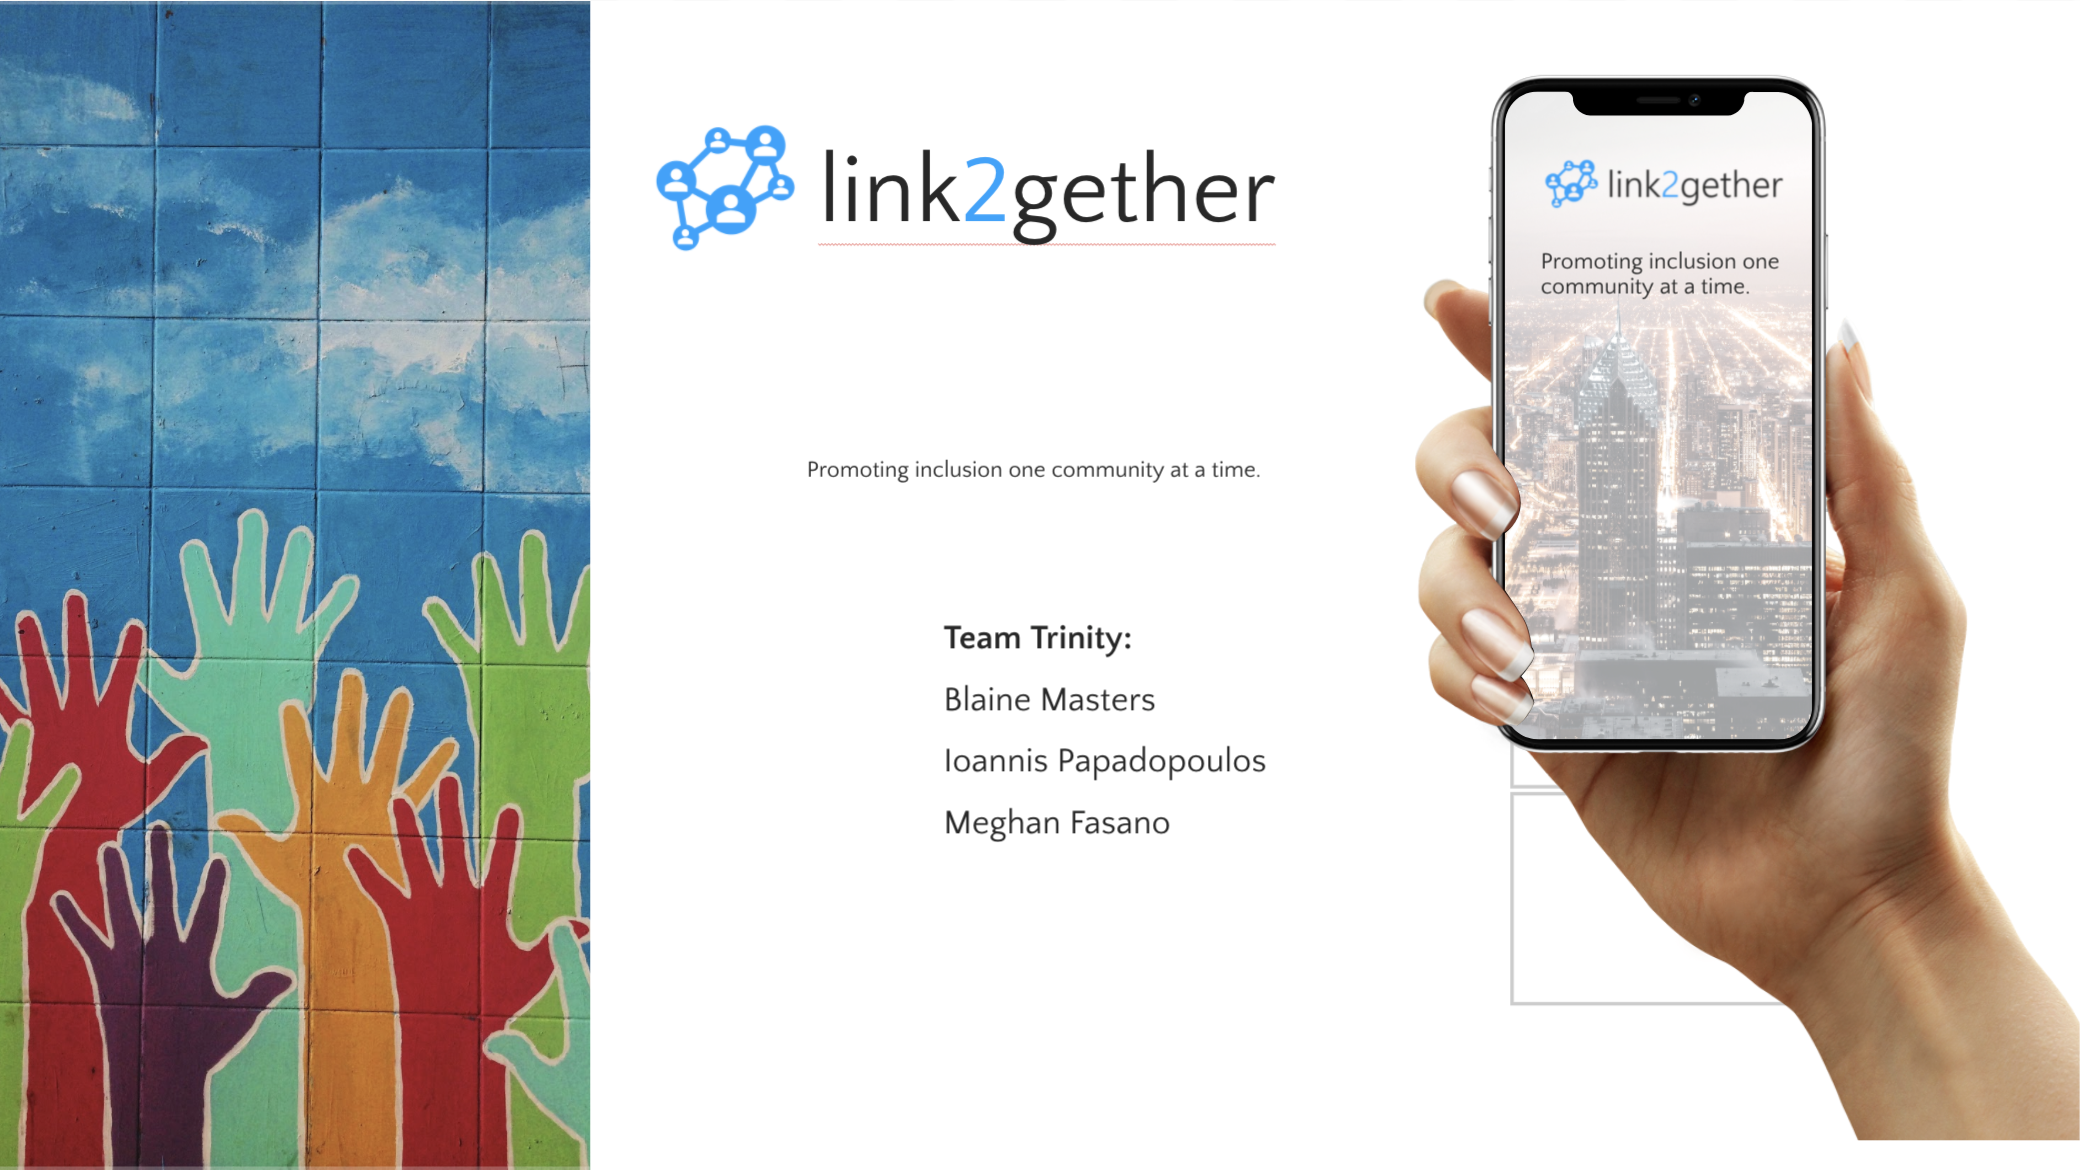 link2gether
Promoting inclusion one community at a time.
Team Trinity:
Blaine Masters
Ioannis Papadopoulos
Meghan Fasano
link2gether
Promoting inclusion one
community at a time.